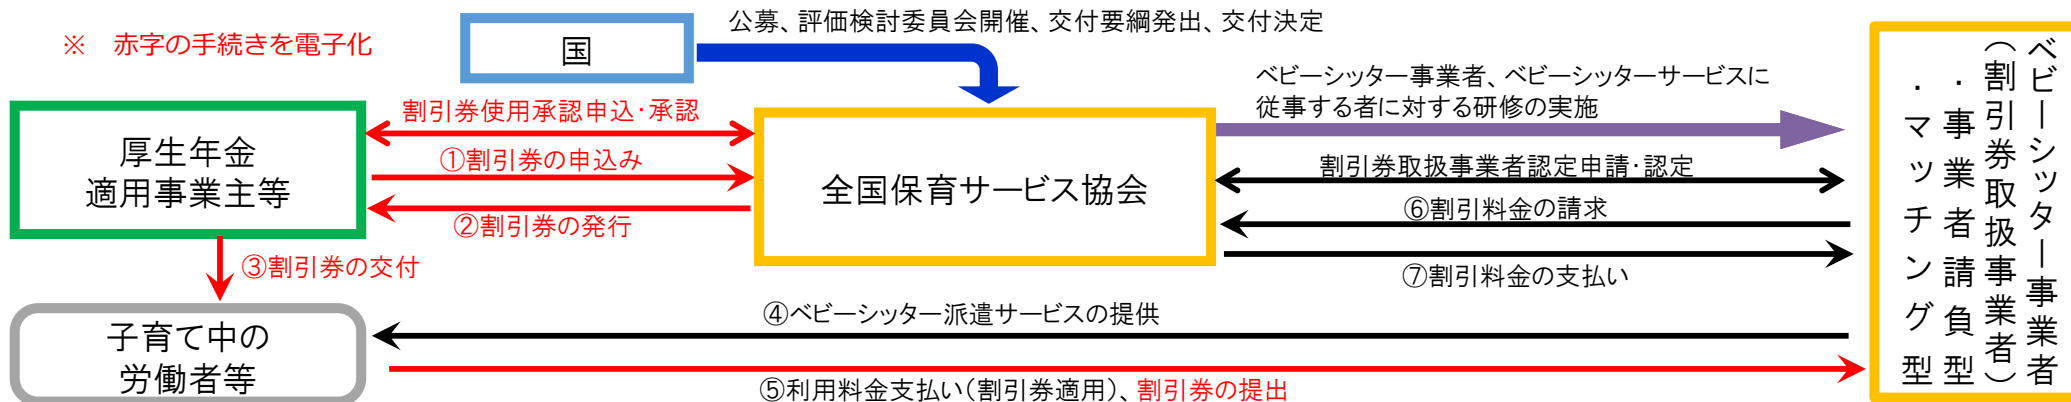 ※　赤字の手続きを電子化
国
公募、評価検討委員会開催、交付要綱発出、交付決定
厚生年金
適用事業主等
割引券使用承認申込・承認
①割引券の申込み
②割引券の発行
③割引券の交付
全国保育サービス協会
ベビーシッター事業者、ベビーシッターサービスに
従事する者に対する研修の実施
割引券取扱事業者認定申請・認定
⑥割引料金の請求
⑦割引料金の支払い
子育て中の
労働者等
④ベビーシッター派遣サービスの提供
⑤利用料金支払い（割引券適用）、割引券の提出
ベビーシッター事業者
（割引券取扱事業者）
・事業者請負型
・マッチング型